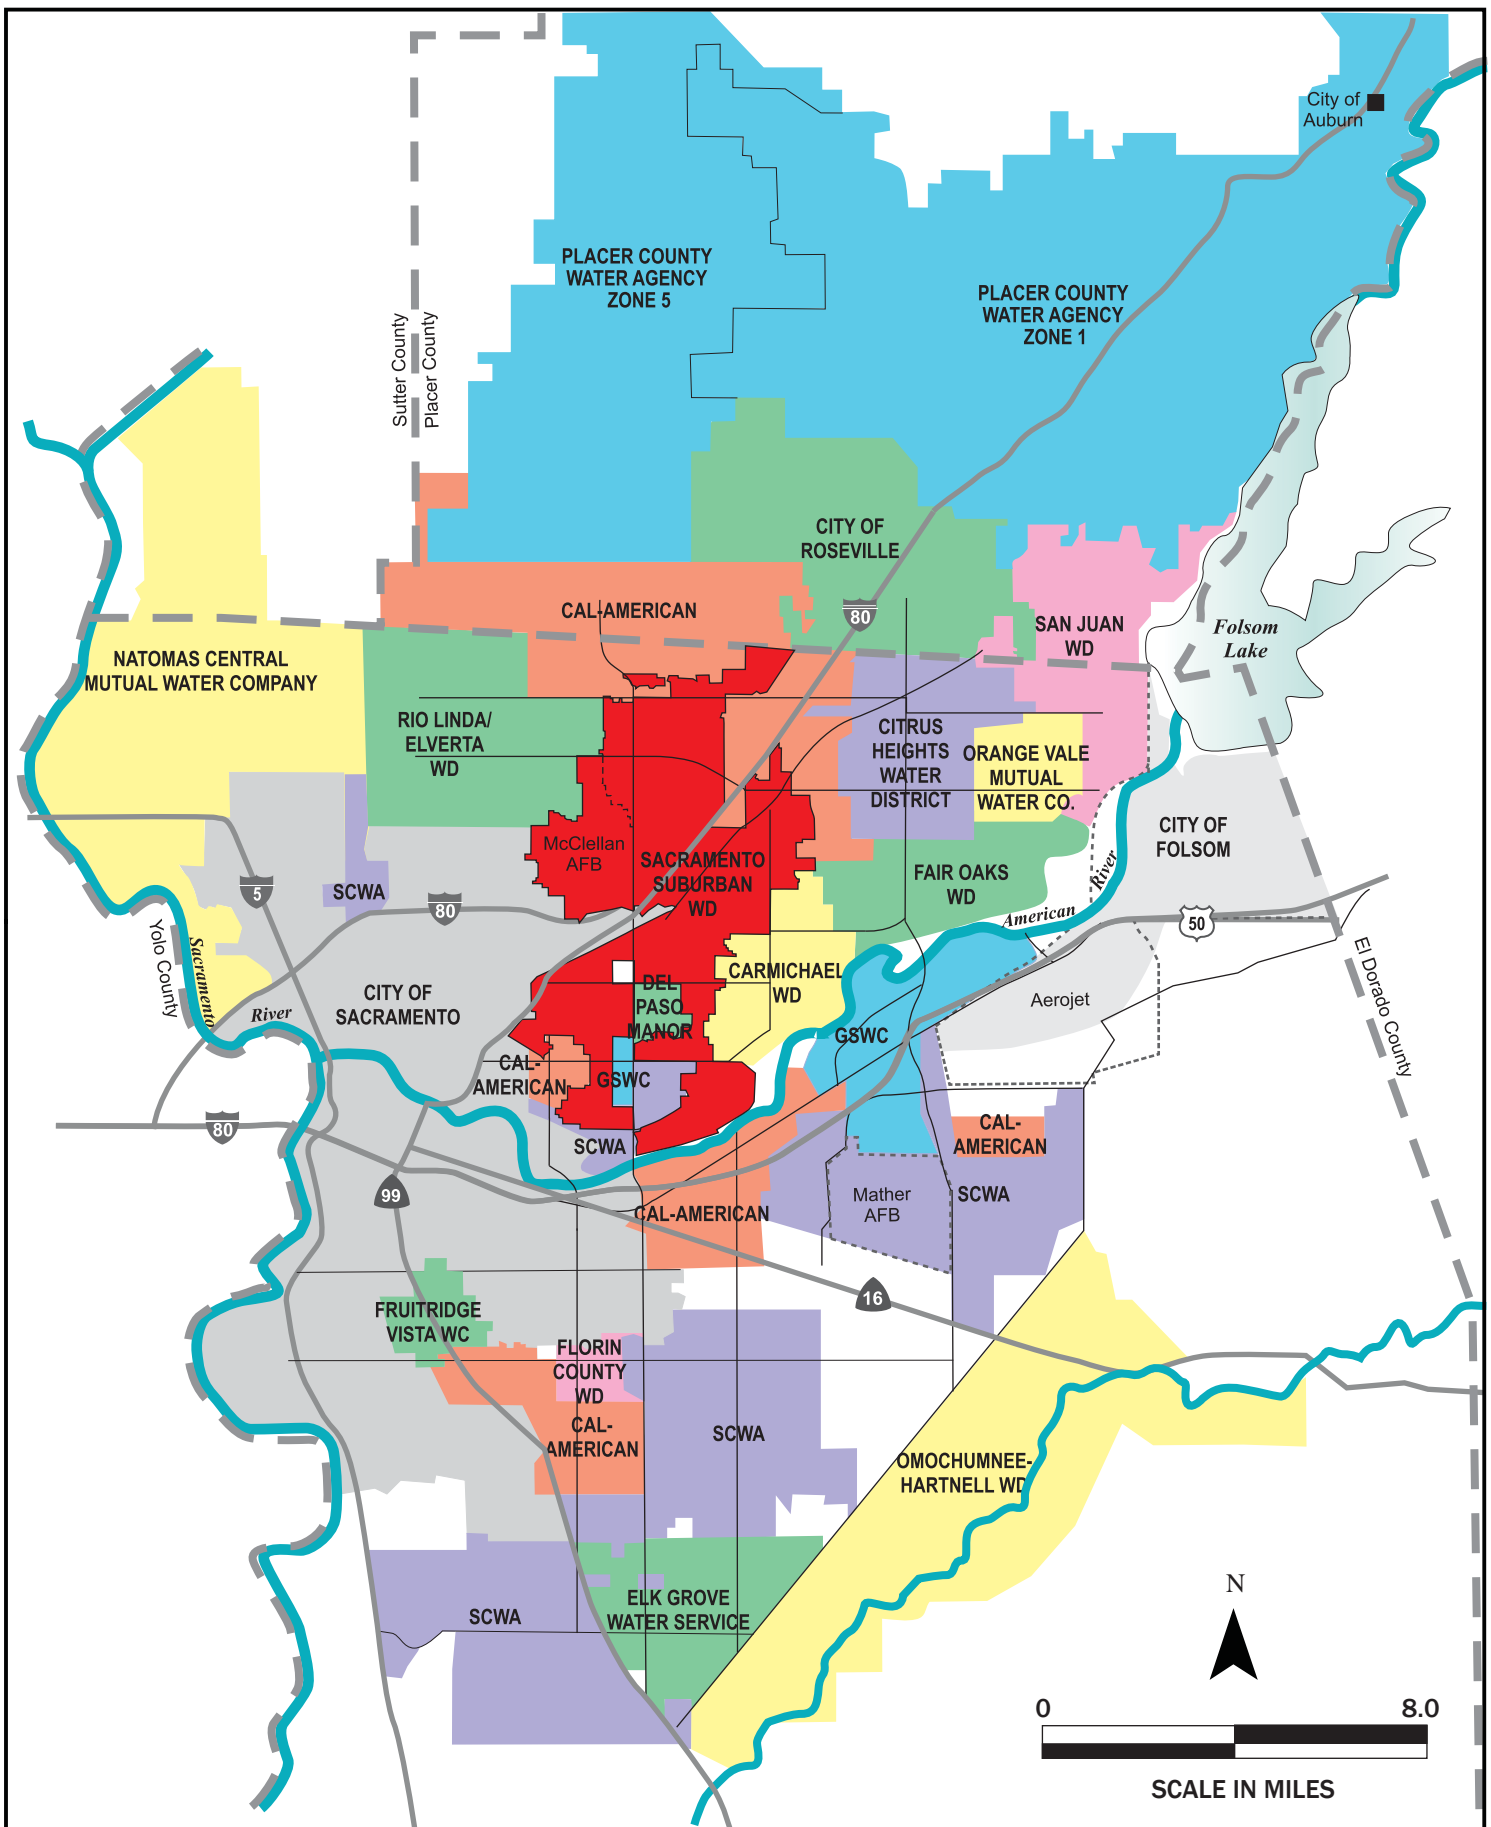 City of
Auburn
PLACER COUNTY
WATER AGENCY
ZONE 5
PLACER COUNTY
WATER AGENCY
ZONE 1
Sutter County
Placer County
CITY OF
ROSEVILLE
CAL-AMERICAN
80
SAN JUAN
WD
Folsom
Lake
NATOMAS CENTRAL
MUTUAL WATER COMPANY
RIO LINDA/
ELVERTA
WD
CITRUS
HEIGHTS
WATER
DISTRICT
ORANGE VALE
MUTUAL
WATER CO.
CITY OF
FOLSOM
McClellan
AFB
SACRAMENTO
SUBURBAN
WD
FAIR OAKS
WD
River
American
50
5
SCWA
80
Yolo County
Sacramento
River
CITY OF
SACRAMENTO
DEL
PASO
MANOR
CARMICHAEL
WD
Aerojet
El Dorado County
GSWC
CAL-
AMERICAN
GSWC
80
SCWA
CAL-
AMERICAN
99
CAL-AMERICAN
Mather
AFB
SCWA
16
FRUITRIDGE
VISTA WC
FLORIN
COUNTY
WD
CAL-
AMERICAN
SCWA
OMOCHUMNEE-
HARTNELL WD
SCWA
ELK GROVE
WATER SERVICE
N
0 8.0
SCALE IN MILES